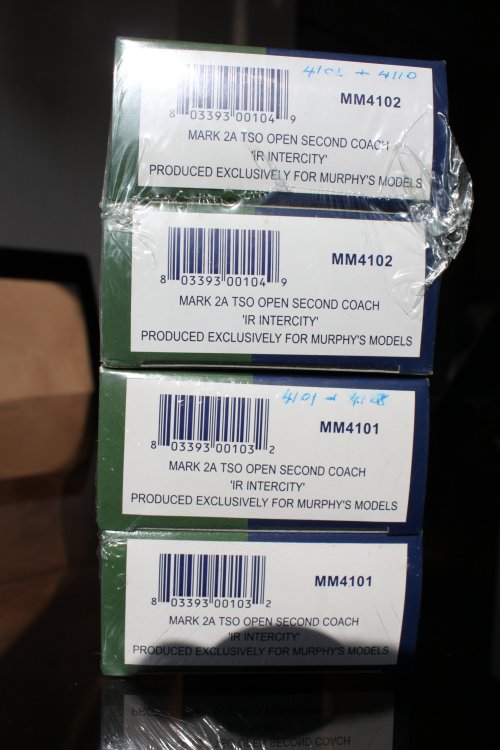 4102 + 4110
MM4102
8 03393 00104 9
MARK 2A TSO OPEN SECOND COACH
'IR INTERCITY'
PRODUCED EXCLUSIVELY FOR MURPHY'S MODELS
MM4102
8 03393 00104 9
MARK 2A TSO OPEN SECOND COACH
'IR INTERCITY'
PRODUCED EXCLUSIVELY FOR MURPHY'S MODELS
4101 +
MM4101
8 03393 00103 2
MARK 2A TSO OPEN SECOND COACH
'IR INTERCITY'
PRODUCED EXCLUSIVELY FOR MURPHY'S MODELS
MM4101
8 03393 00103 2
MARK 2A TSO OPEN SECOND COACH
'IR INTERCITY'
PRODUCED EXCLUSIVELY FOR MURPHY'S MODELS